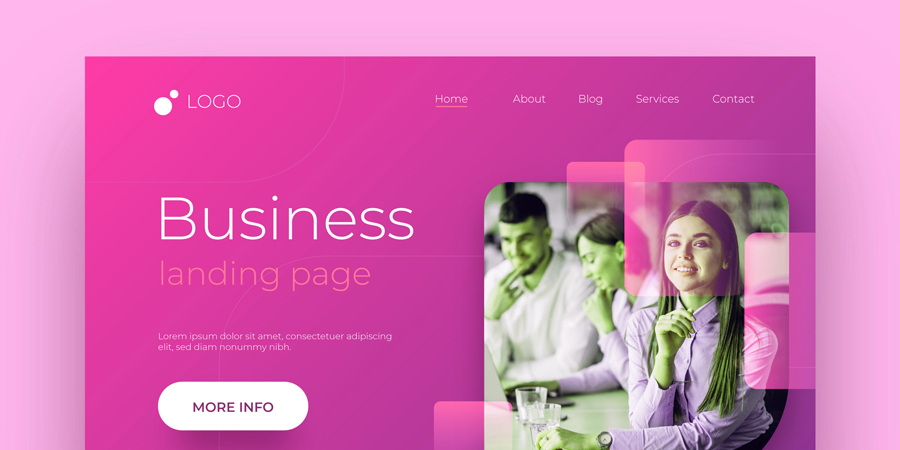 LOGO
Home
About
Blog
Services
Contact
Business
landing page
Lorem ipsum dolor sit amet, consectetuer adipiscing
elit, sed diam nonummy nibh.
MORE INFO